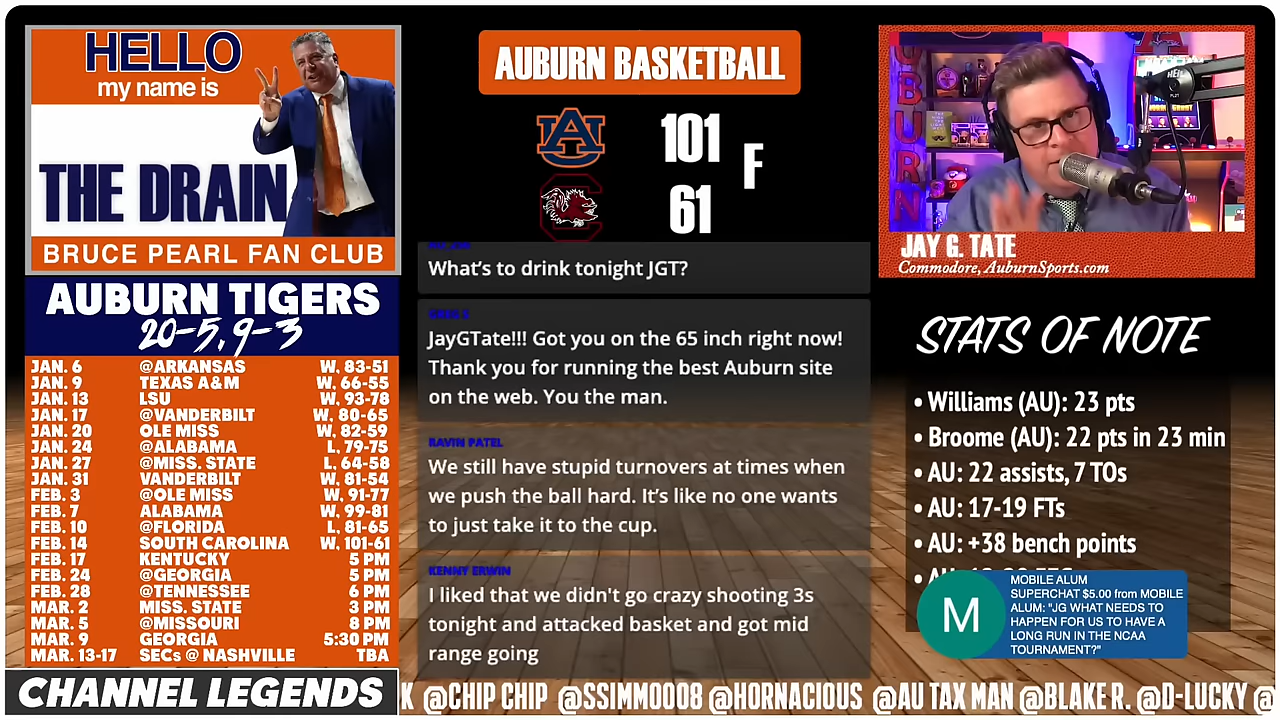 HELLO
my name is
THE DRAIN
BRUCE PEARL FAN CLUB
AUBURN TIGERS
20-5, 9-3
JAN. 6 @ARKANSAS W, 83-51
JAN. 9 TEXAS A&M W, 66-55
JAN. 13 LSU W, 93-78
JAN. 17 @VANDERBILT W, 80-65
JAN. 20 OLE MISS W, 82-59
JAN. 24 @ALABAMA L, 79-75
JAN. 27 @MISS. STATE L, 64-58
JAN. 31 VANDERBILT W, 81-54
FEB. 3 @OLE MISS W, 91-77
FEB. 7 ALABAMA W, 99-81
FEB. 10 @FLORIDA L, 81-65
FEB. 14 SOUTH CAROLINA W, 101-61
FEB. 17 KENTUCKY 5 PM
FEB. 24 @GEORGIA 5 PM
FEB. 28 @TENNESSEE 6 PM
MAR. 2 MISS. STATE 3 PM
MAR. 5 @MISSOURI 8 PM
MAR. 9 GEORGIA 5:30 PM
MAR. 13-17 SECs @ NASHVILLE TBA
AUBURN BASKETBALL
AU 101
F
C 61
What's to drink tonight JGT?
JayGTate!!! Got you on the 65 inch right now!
Thank you for running the best Auburn site
on the web. You the man.
RAVIN PATEL
We still have stupid turnovers at times when
we push the ball hard. It's like no one wants
to just take it to the cup.
KENNY ERWIN
I liked that we didn't go crazy shooting 3s
tonight and attacked basket and got mid
range going
AUBURN
JAY G. TATE
Commodore, AuburnSports.com
STATS OF NOTE
• Williams (AU): 23 pts
• Broome (AU): 22 pts in 23 min
• AU: 22 assists, 7 TOs
• AU: 17-19 FTs
• AU: +38 bench points
M
MOBILE ALUM
SUPERCHAT $5.00 from MOBILE
ALUM: "JG WHAT NEEDS TO
HAPPEN FOR US TO HAVE A
LONG RUN IN THE NCAA
TOURNAMENT?"
CHANNEL LEGENDS
K @CHIP CHIP @SSIMMO008 @HORNACIOUS @AU TAX MAN @BLAKE R. @D-LUCKY @